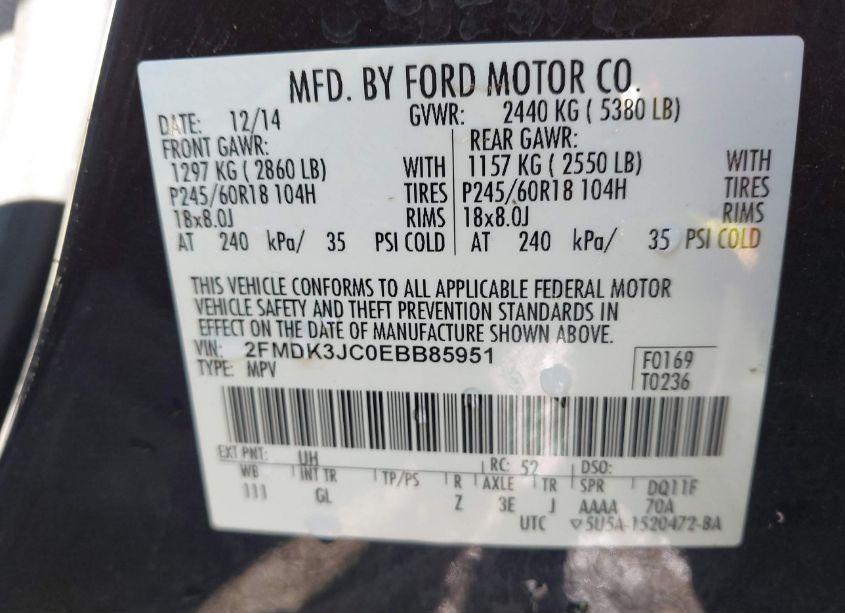 MFD. BY FORD MOTOR CO.
DATE: 12/14 GVWR: 2440 KG ( 5380 LB)
FRONT GAWR: REAR GAWR:
1297 KG ( 2860 LB) WITH 1157 KG ( 2550 LB) WITH
P245/60R18 104H TIRES P245/60R18 104H TIRES
18x8.0J RIMS 18x8.0J RIMS
AT 240 kPa/ 35 PSI COLD AT 240 kPa/ 35 PSI COLD
THIS VEHICLE CONFORMS TO ALL APPLICABLE FEDERAL MOTOR
VEHICLE SAFETY AND THEFT PREVENTION STANDARDS IN
EFFECT ON THE DATE OF MANUFACTURE SHOWN ABOVE.
VIN: 2FMDK3JC0EBB85951 F0169
TYPE: MPV T0236
EXT PNT: UH RC: 52 DSO:
WB INT TR TP/PS R AXLE TR SPR DQ11F
111 GL Z 3E J AAAA 70A
UTC ▽5U5A-1520472-BA